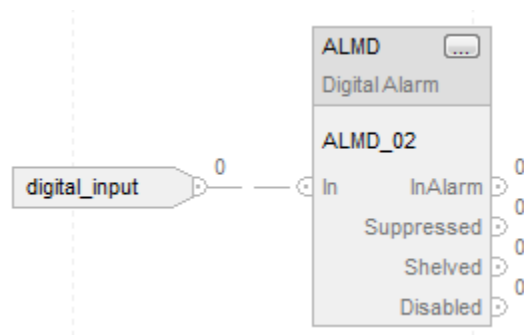 ALMD ...
Digital Alarm
ALMD_02
digital_input 0 In InAlarm 0
Suppressed 0
Shelved 0
Disabled 0